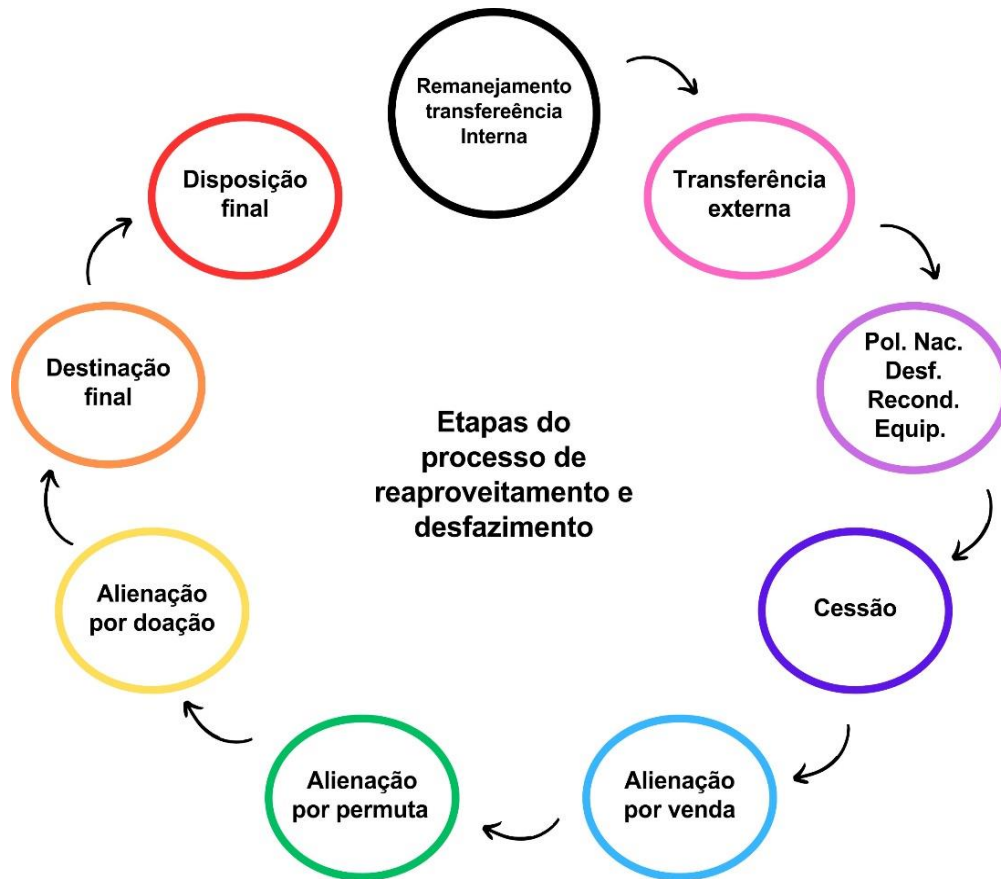 Remanejamento
transfereência
Interna
Transferência
externa
Pol. Nac.
Desf.
Recond.
Equip.
Cessão
Alienação
por venda
Alienação
por permuta
Alienação
por doação
Destinação
final
Disposição
final
Etapas do
processo de
reaproveitamento e
desfazimento